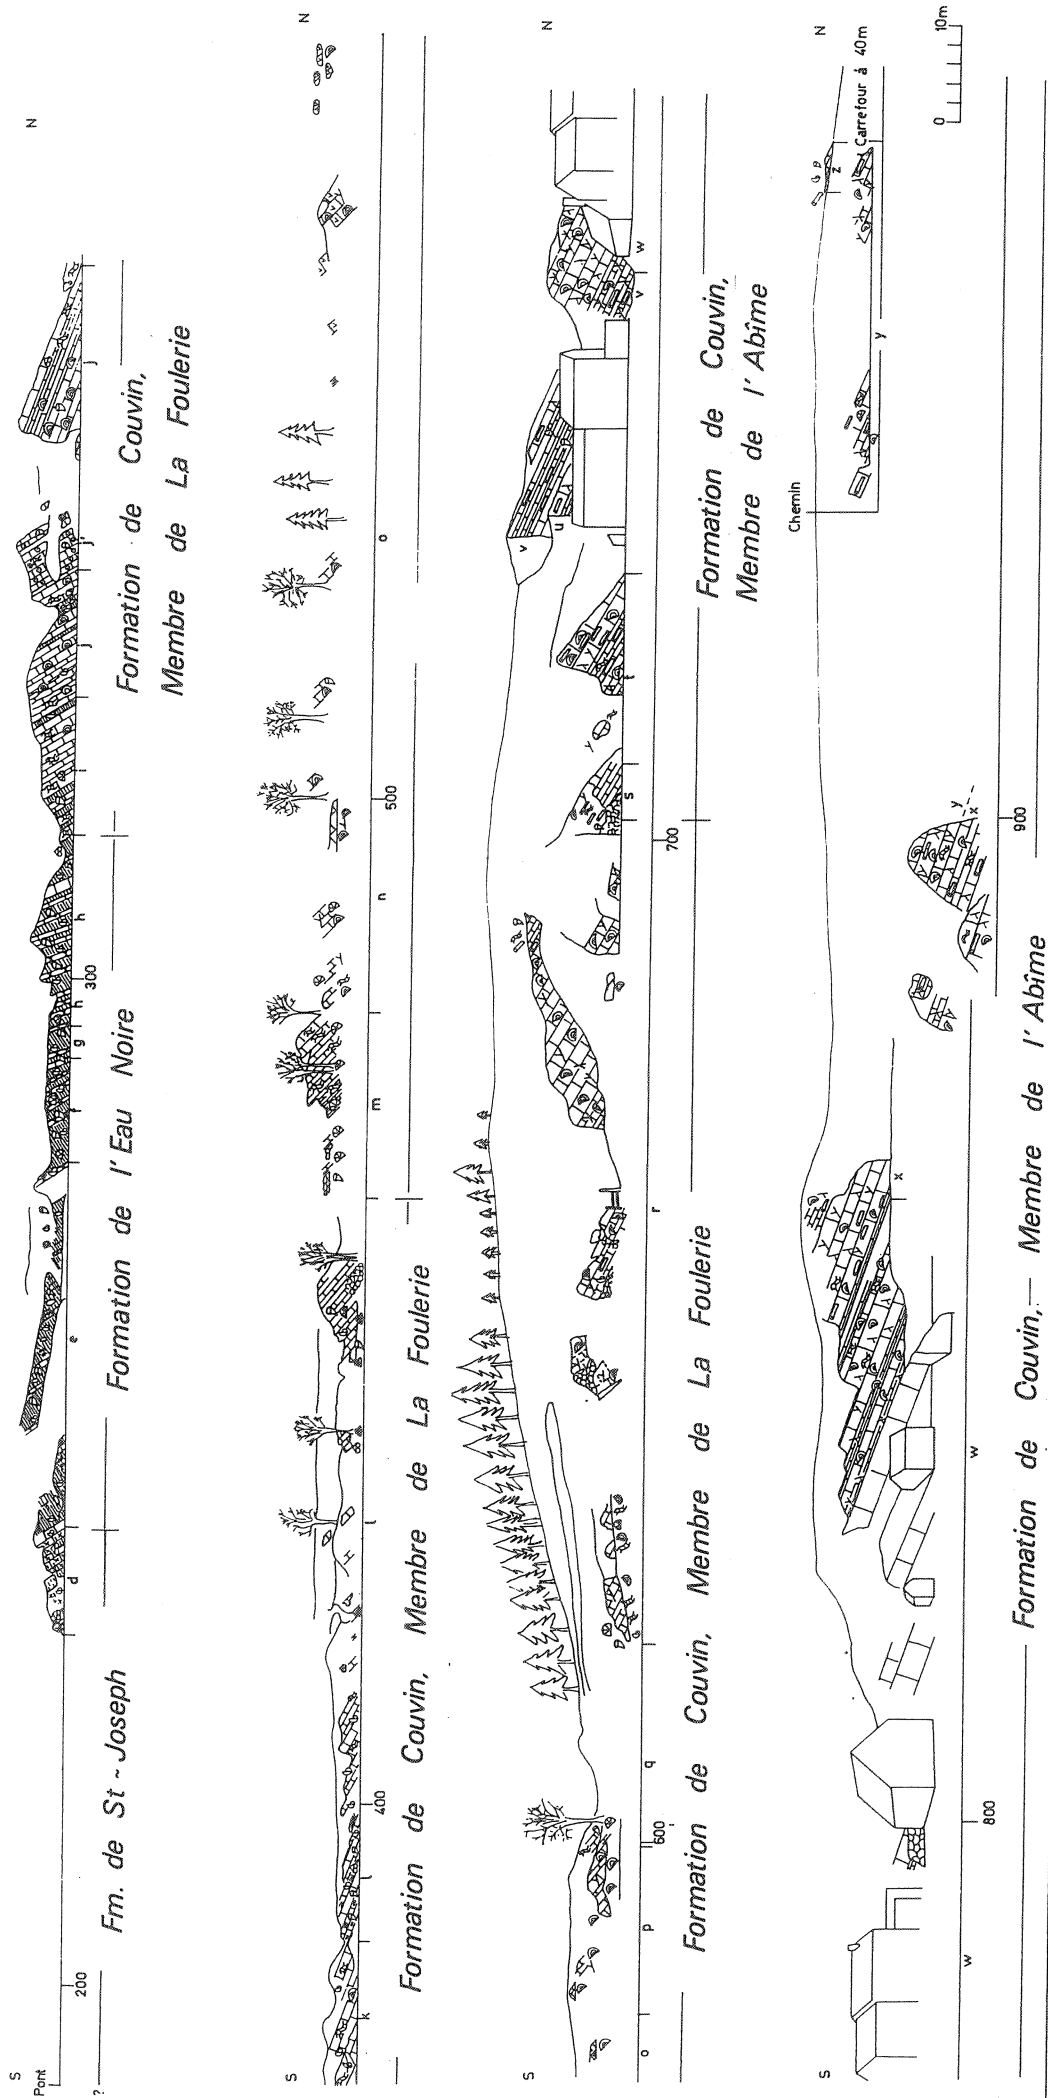 S
N
Pont
?
200
d
e
f
g
h
300
h
i
j
j
Fm. de St ~ Joseph
Formation de l'Eau Noire
Formation de Couvin,
Membre de La Foulerie
S
N
k
400
l
m
n
500
o
Formation de Couvin, Membre de La Foulerie
S
N
o
p
600
q
r
700
s
t
u
v
v
w
Formation de Couvin, Membre de La Foulerie
Formation de Couvin,
Membre de l'Abîme
S
N
w
800
w
x
x
y
900
Chemin
y
z
Carrefour à 40m
0
10m
Formation de Couvin, — Membre de l'Abîme